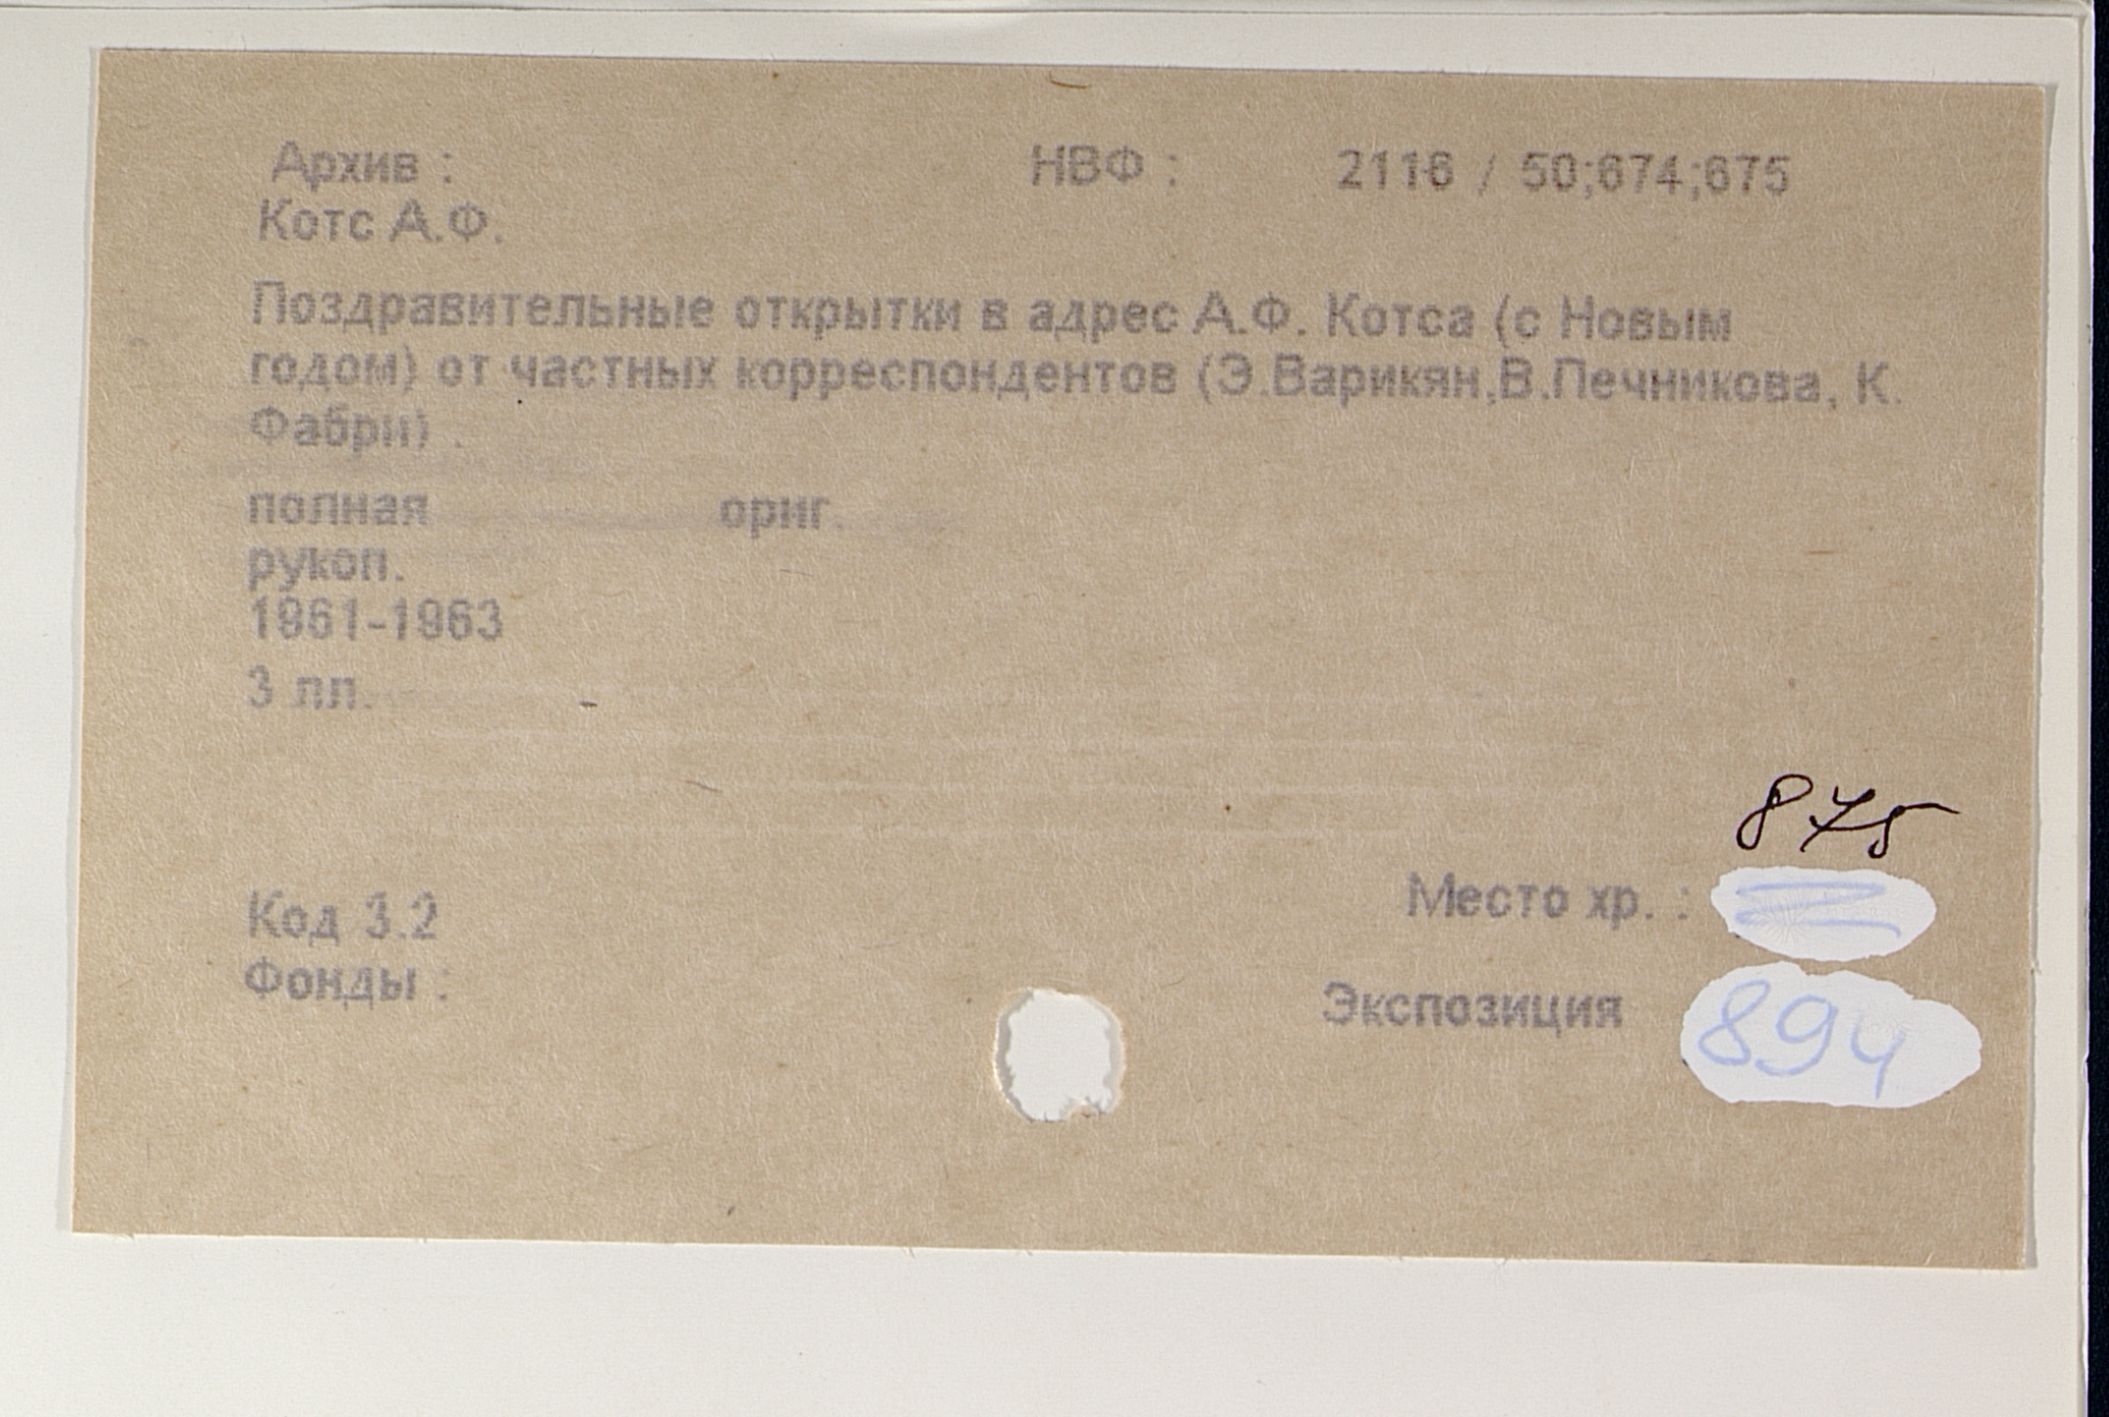 Архив : НВФ : 2116 / 50;674;675
Котс А.Ф.
Поздравительные открытки в адрес А.Ф. Котса (с Новым
годом) от частных корреспондентов (Э.Варикян,В.Печникова, К.
Фабри) .
полная ориг.
рукоп.
1961-1963
3 лл.
875
Код 3.2 Место хр. :
Фонды : Экспозиция 894